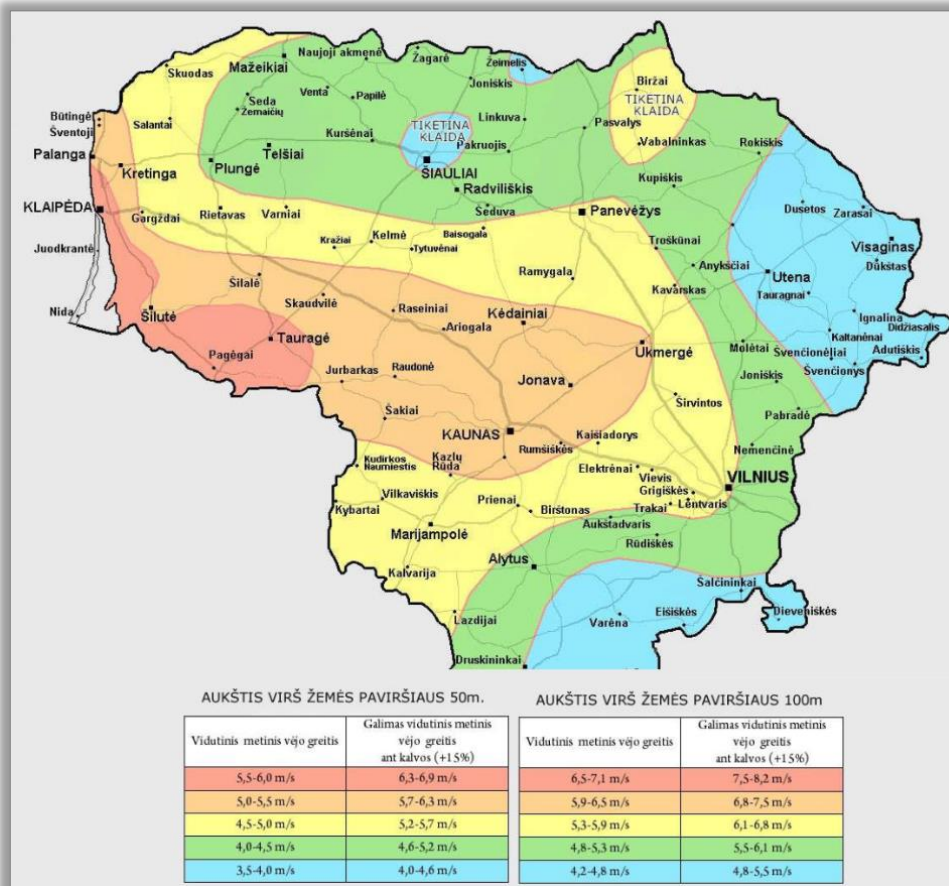 Skuodas
Mažeikiai
Naujoji akmenė
Žagarė
Žeimelis
Joniškis
Biržai
TIKĖTINA
KLAIDA
Seda
Žemaičių
Venta
Papilė
Būtingė
Šventoji
Salantai
Kuršėnai
TIKĖTINA
KLAIDA
Linkuva
Pasvalys
Vabalninkas
Rokiškis
Palanga
Kretinga
Plungė
Telšiai
ŠIAULIAI
Pakruojis
Radviliškis
Kupiškis
KLAIPĖDA
Gargždai
Rietavas
Varniai
Šeduva
Panevėžys
Dusetos
Zarasai
Juodkrantė
Kražiai
Kelmė
Tytuvėnai
Baisogala
Troškūnai
Visaginas
Dūkštas
Šilalė
Skaudvilė
Ramygala
Anykščiai
Utena
Kavarskas
Tauragnai
Nida
Šilutė
Raseiniai
Ariogala
Kėdainiai
Ignalina
Didžiasalis
Kaltanėnai
Tauragė
Ukmergė
Molėtai
Švenčionėliai
Adutiškis
Pagėgai
Švenčionys
Jurbarkas
Raudonė
Jonava
Joniškis
Širvintos
Pabradė
Šakiai
KAUNAS
Rumšiškės
Kaišiadorys
Nemenčinė
Kudirkos
Naumiestis
Kazlų
Rūda
Elektrėnai
Vievis
Grigiškės
VILNIUS
Kybartai
Vilkaviškis
Prienai
Birštonas
Trakai
Lentvaris
Marijampolė
Aukštadvaris
Rūdiškės
Kalvarija
Alytus
Šalčininkai
Lazdijai
Varėna
Eišiškės
Dieveniškės
Druskininkai
AUKŠTIS VIRŠ ŽEMĖS PAVIRŠIAUS 50m.
Vidutinis metinis vėjo greitis
Galimas vidutinis metinis
vėjo greitis
ant kalvos (+15%)
5,5-6,0 m/s 6,3-6,9 m/s
5,0-5,5 m/s 5,7-6,3 m/s
4,5-5,0 m/s 5,2-5,7 m/s
4,0-4,5 m/s 4,6-5,2 m/s
3,5-4,0 m/s 4,0-4,6 m/s
AUKŠTIS VIRŠ ŽEMĖS PAVIRŠIAUS 100m
Vidutinis metinis vėjo greitis
Galimas vidutinis metinis
vėjo greitis
ant kalvos (+15%)
6,5-7,1 m/s 7,5-8,2 m/s
5,9-6,5 m/s 6,8-7,5 m/s
5,3-5,9 m/s 6,1-6,8 m/s
4,8-5,3 m/s 5,5-6,1 m/s
4,2-4,8 m/s 4,8-5,5 m/s